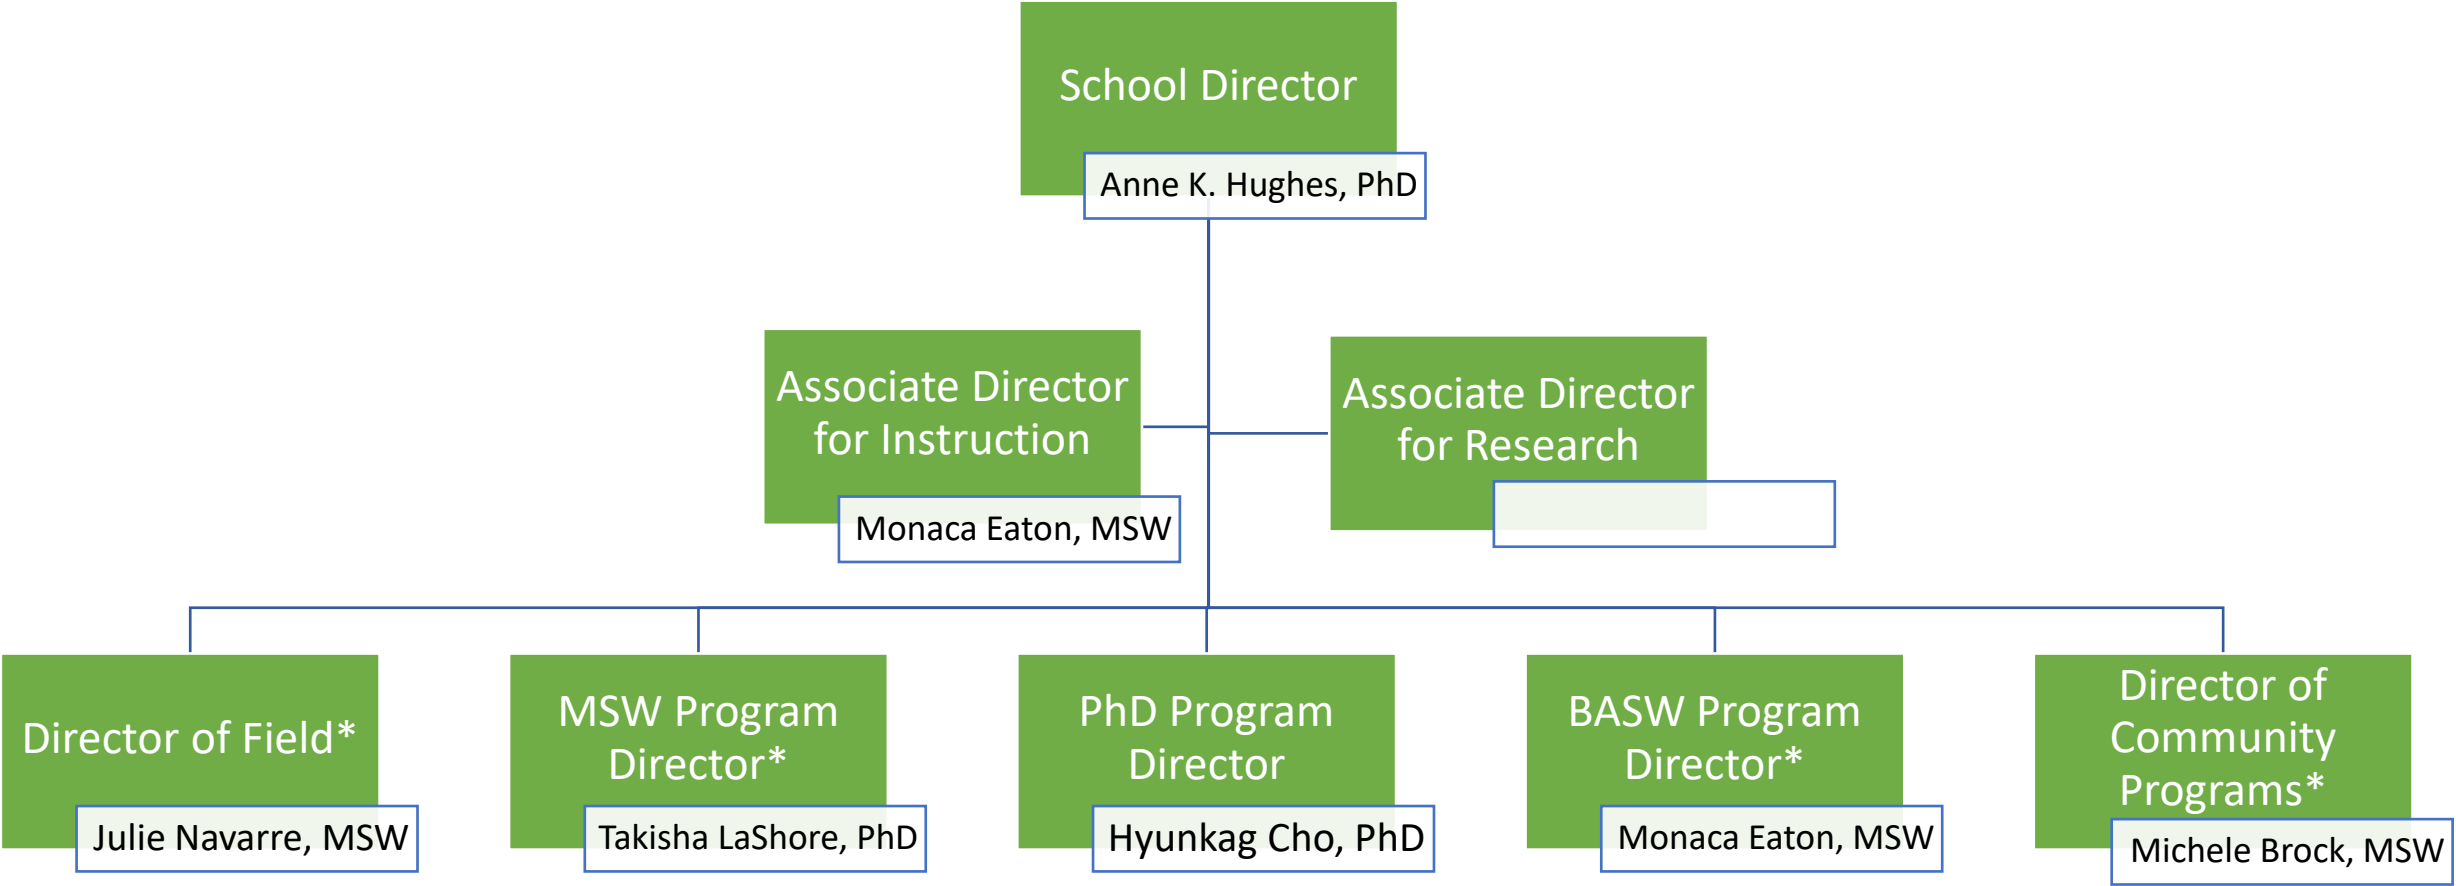 School Director
Anne K. Hughes, PhD
Associate Director
for Instruction
Monaca Eaton, MSW
Associate Director
for Research
Director of Field*
Julie Navarre, MSW
MSW Program
Director*
Takisha LaShore, PhD
PhD Program
Director
Hyunkag Cho, PhD
BASW Program
Director*
Monaca Eaton, MSW
Director of
Community
Programs*
Michele Brock, MSW